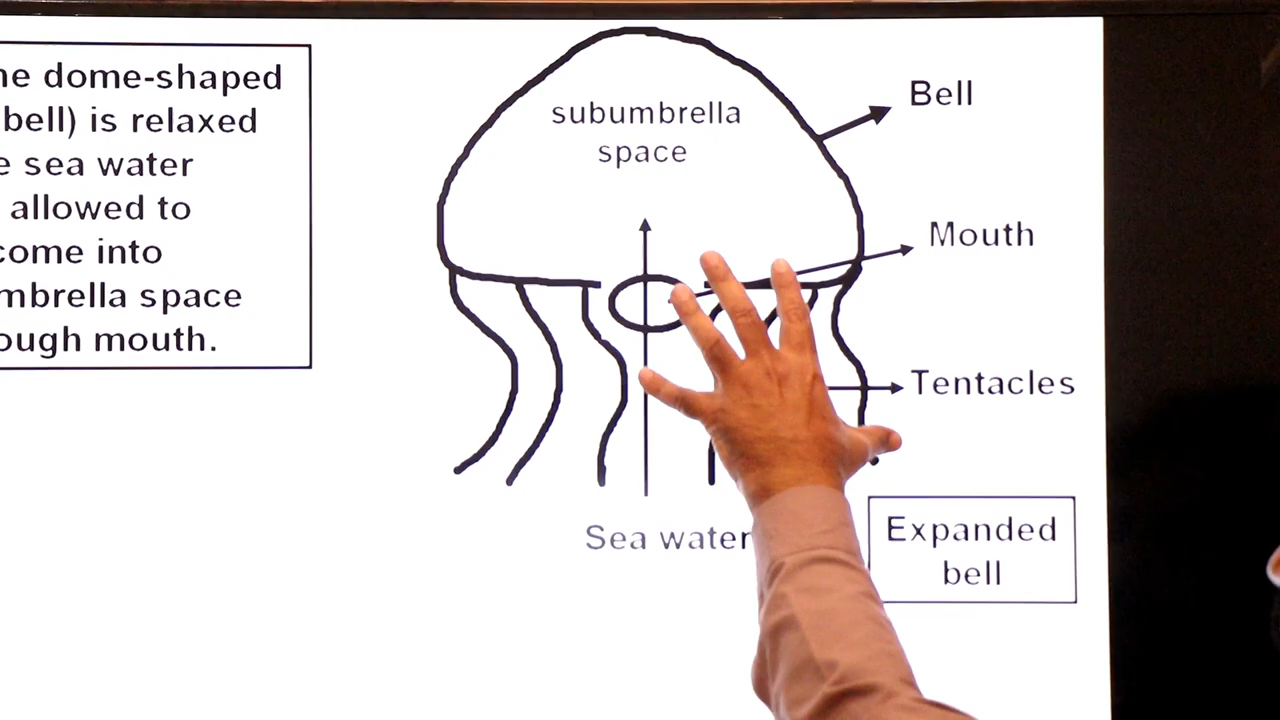 he dome-shaped
bell) is relaxed
e sea water
allowed to
come into
mbrella space
ough mouth.
subumbrella
space
Bell
Mouth
Tentacles
Sea water
Expanded
bell